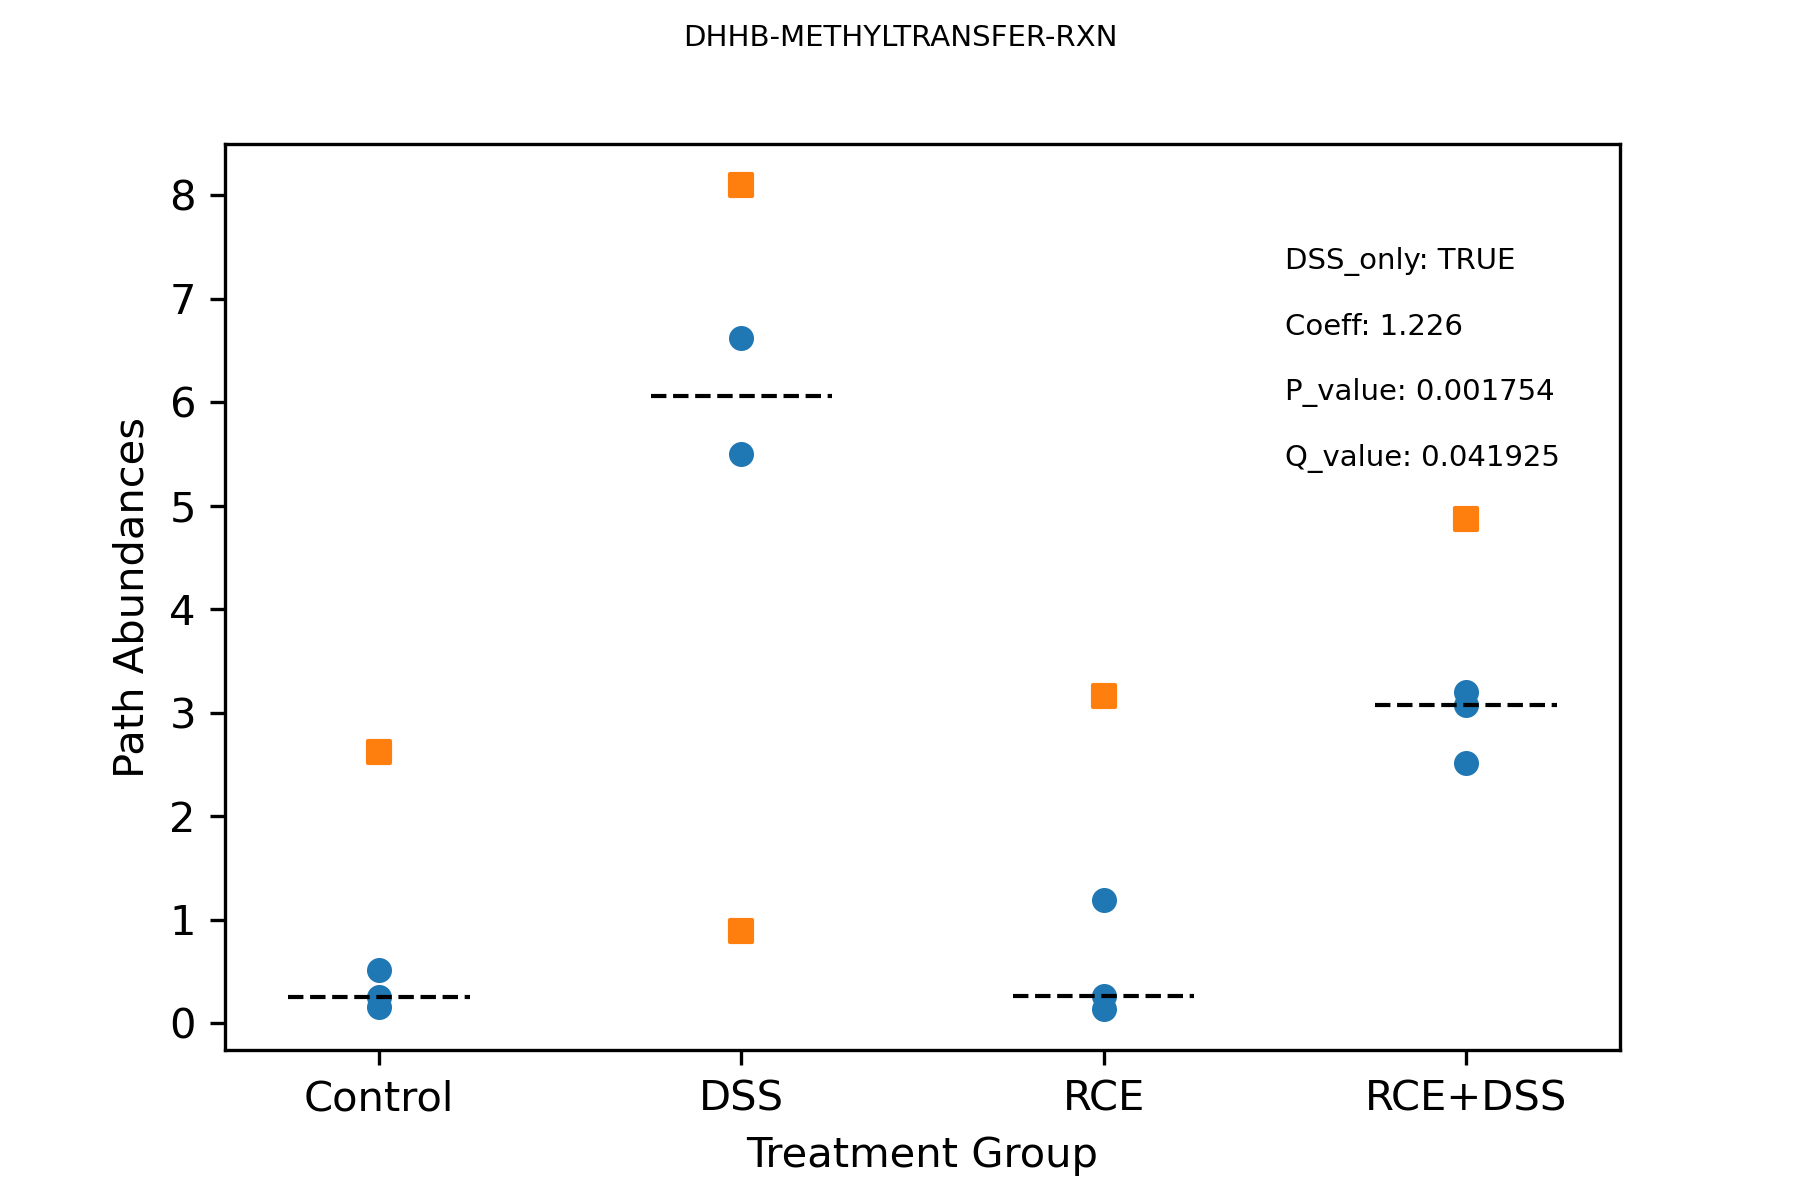 DHHB-METHYLTRANSFER-RXN
8
7
6
5
4
3
2
1
0
Path Abundances
DSS_only: TRUE
Coeff: 1.226
P_value: 0.001754
Q_value: 0.041925
Control
DSS
RCE
RCE+DSS
Treatment Group